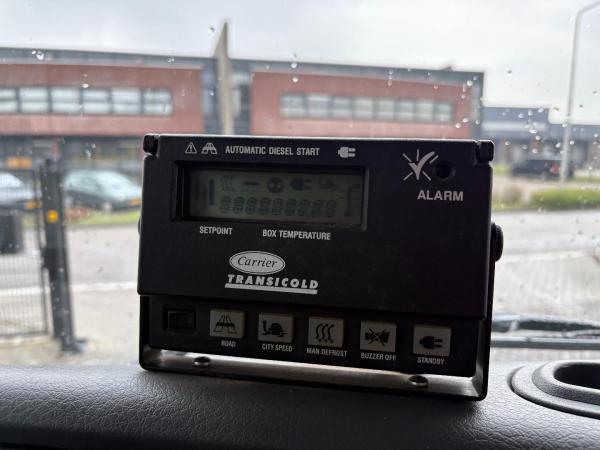 AUTOMATIC DIESEL START
ALARM
SETPOINT BOX TEMPERATURE
Carrier
TRANSICOLD
ROAD CITY SPEED MAN.DEFROST BUZZER OFF STANDBY